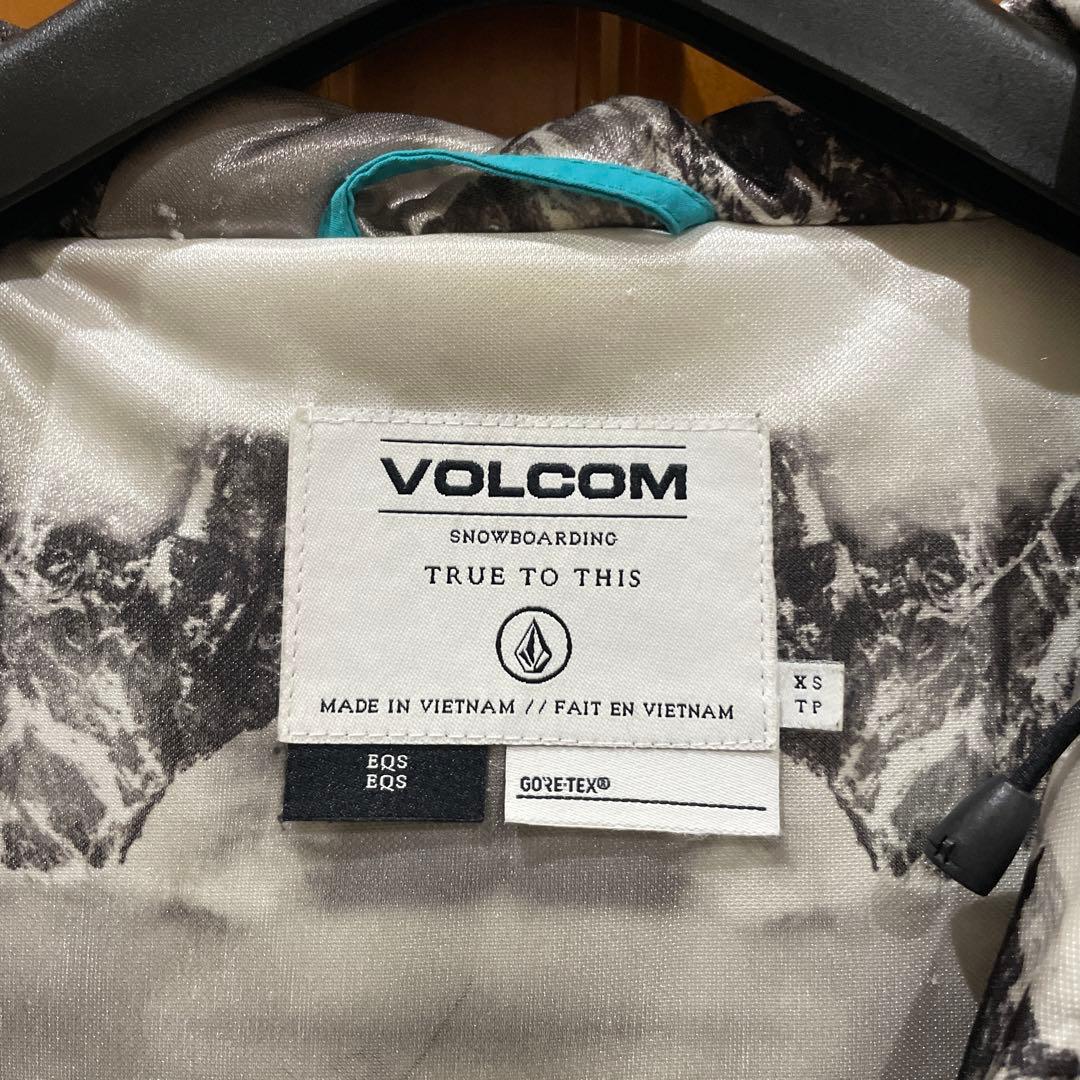 VOLCOM
SNOWBOARDING
TRUE TO THIS
MADE IN VIETNAM // FAIT EN VIETNAM
XS
TP
EQS
EQS
GORE-TEX®